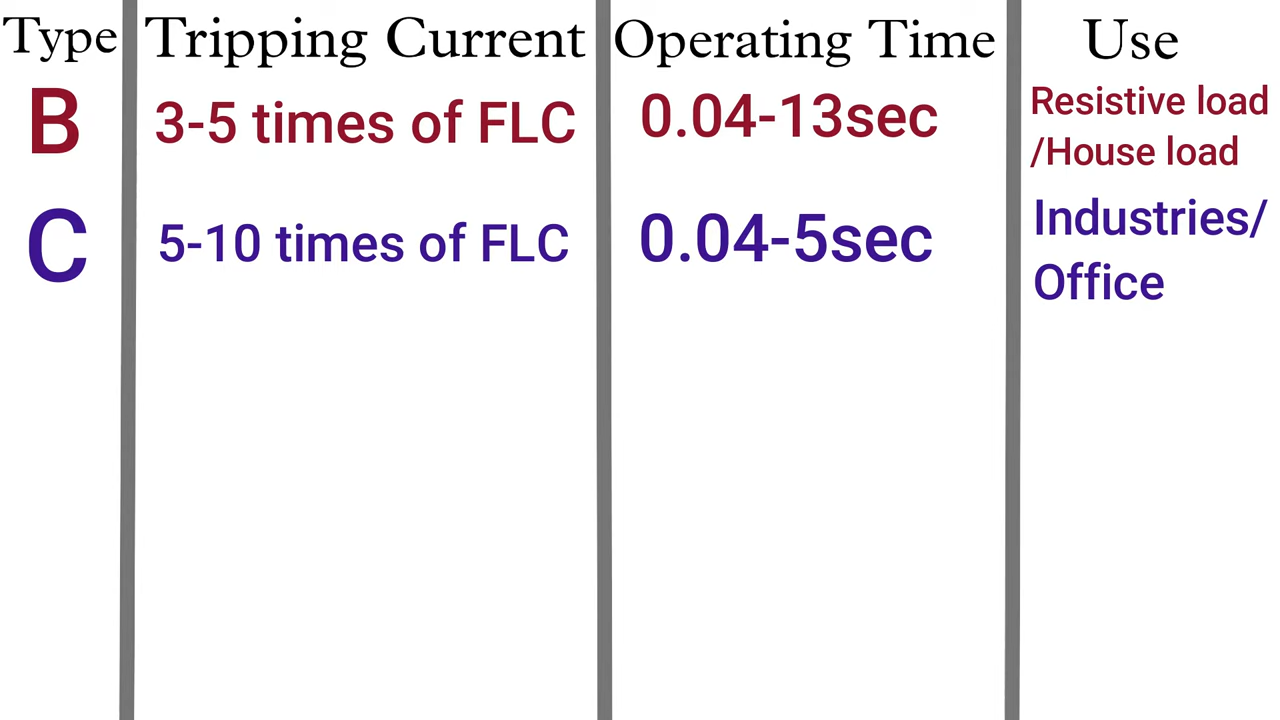 Type Tripping Current Operating Time Use
B 3-5 times of FLC 0.04-13sec Resistive load
/House load
C 5-10 times of FLC 0.04-5sec Industries/
Office